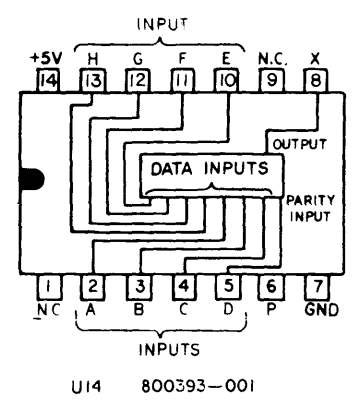 INPUT
+5V H G F E N.C. X
14 13 12 11 10 9 8
OUTPUT
DATA INPUTS
PARITY
INPUT
1 2 3 4 5 6 7
NC A B C D P GND
INPUTS
U14 800393-001